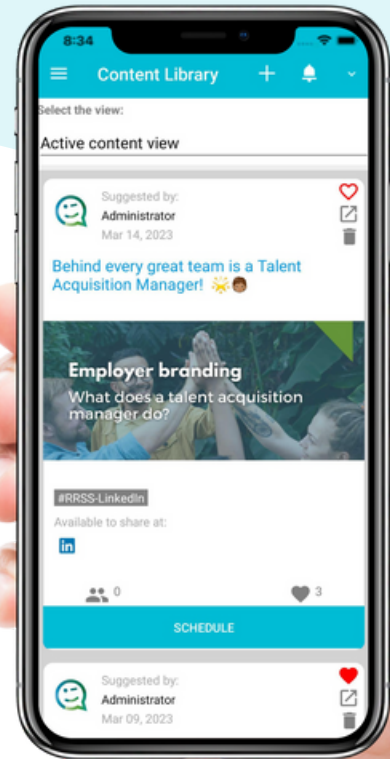 8:34
Content Library
Select the view:
Active content view
Suggested by:
Administrator
Mar 14, 2023
Behind every great team is a Talent
Acquisition Manager! 🌟🧑🏾
Employer branding
What does a talent acquisition
manager do?
#RRSS-LinkedIn
Available to share at:
in
0
3
SCHEDULE
Suggested by:
Administrator
Mar 09, 2023